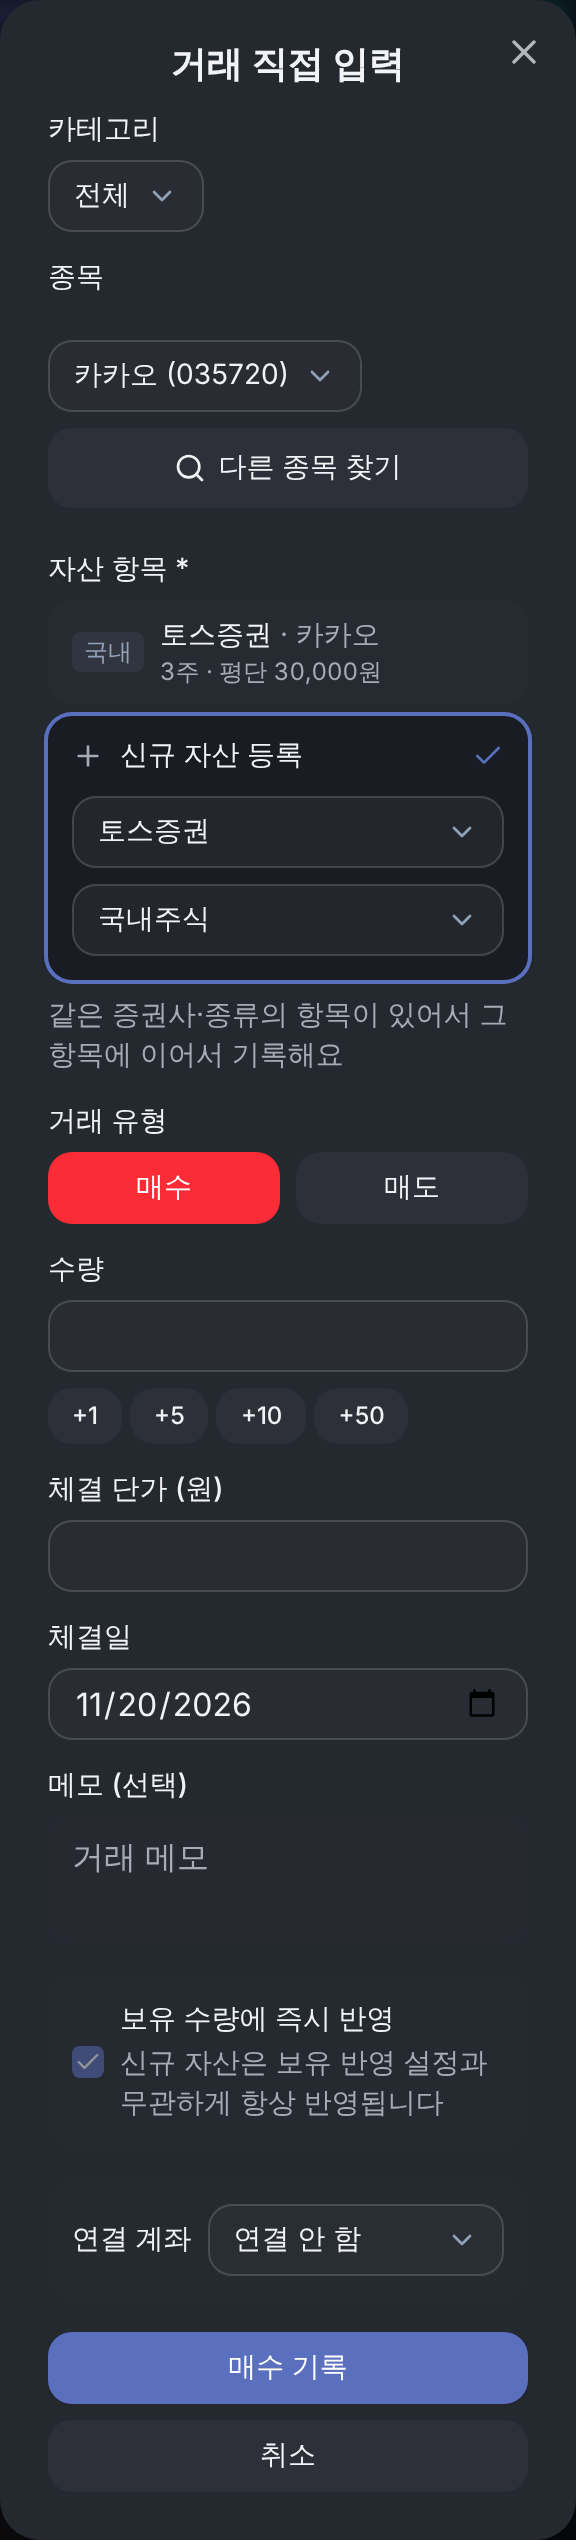 거래 직접 입력
카테고리
전체
종목
카카오 (035720)
다른 종목 찾기
자산 항목 *
국내
토스증권 · 카카오
3주 · 평단 30,000원
신규 자산 등록
토스증권
국내주식
같은 증권사·종류의 항목이 있어서 그
항목에 이어서 기록해요
거래 유형
매수 매도
수량
+1 +5 +10 +50
체결 단가 (원)
체결일
11/20/2026
메모 (선택)
거래 메모
보유 수량에 즉시 반영
신규 자산은 보유 반영 설정과
무관하게 항상 반영됩니다
연결 계좌 연결 안 함
매수 기록
취소